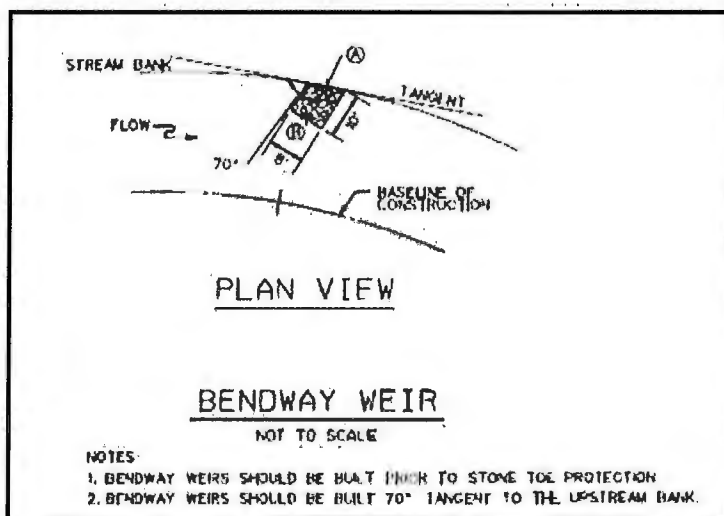 STREAM BANK
Ⓐ
TANGENT
FLOW
Ⓑ
70°
8'
BASELINE OF
CONSTRUCTION
PLAN VIEW
BENDWAY WEIR
NOT TO SCALE
NOTES:
1. BENDWAY WEIRS SHOULD BE BUILT PRIOR TO STONE TOE PROTECTION
2. BENDWAY WEIRS SHOULD BE BUILT 70° TANGENT TO THE UPSTREAM BANK.